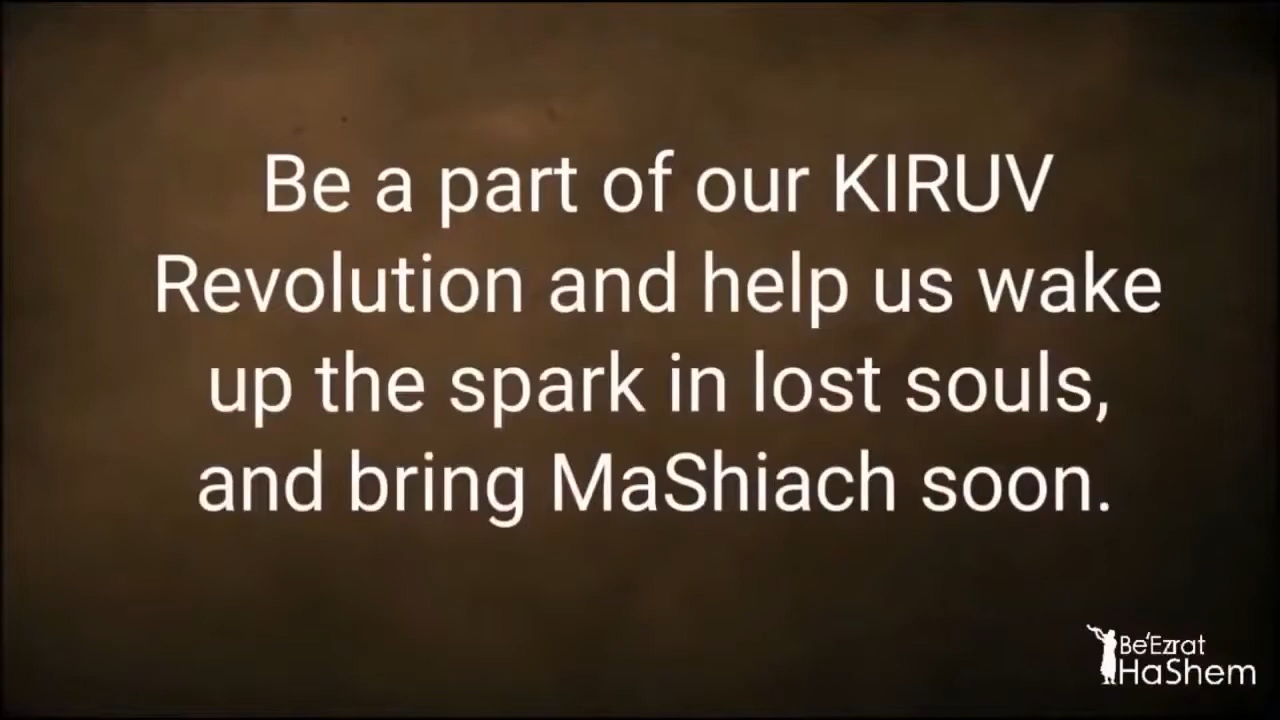 Be a part of our KIRUV
Revolution and help us wake
up the spark in lost souls,
and bring MaShiach soon.
Be'Ezrat
HaShem